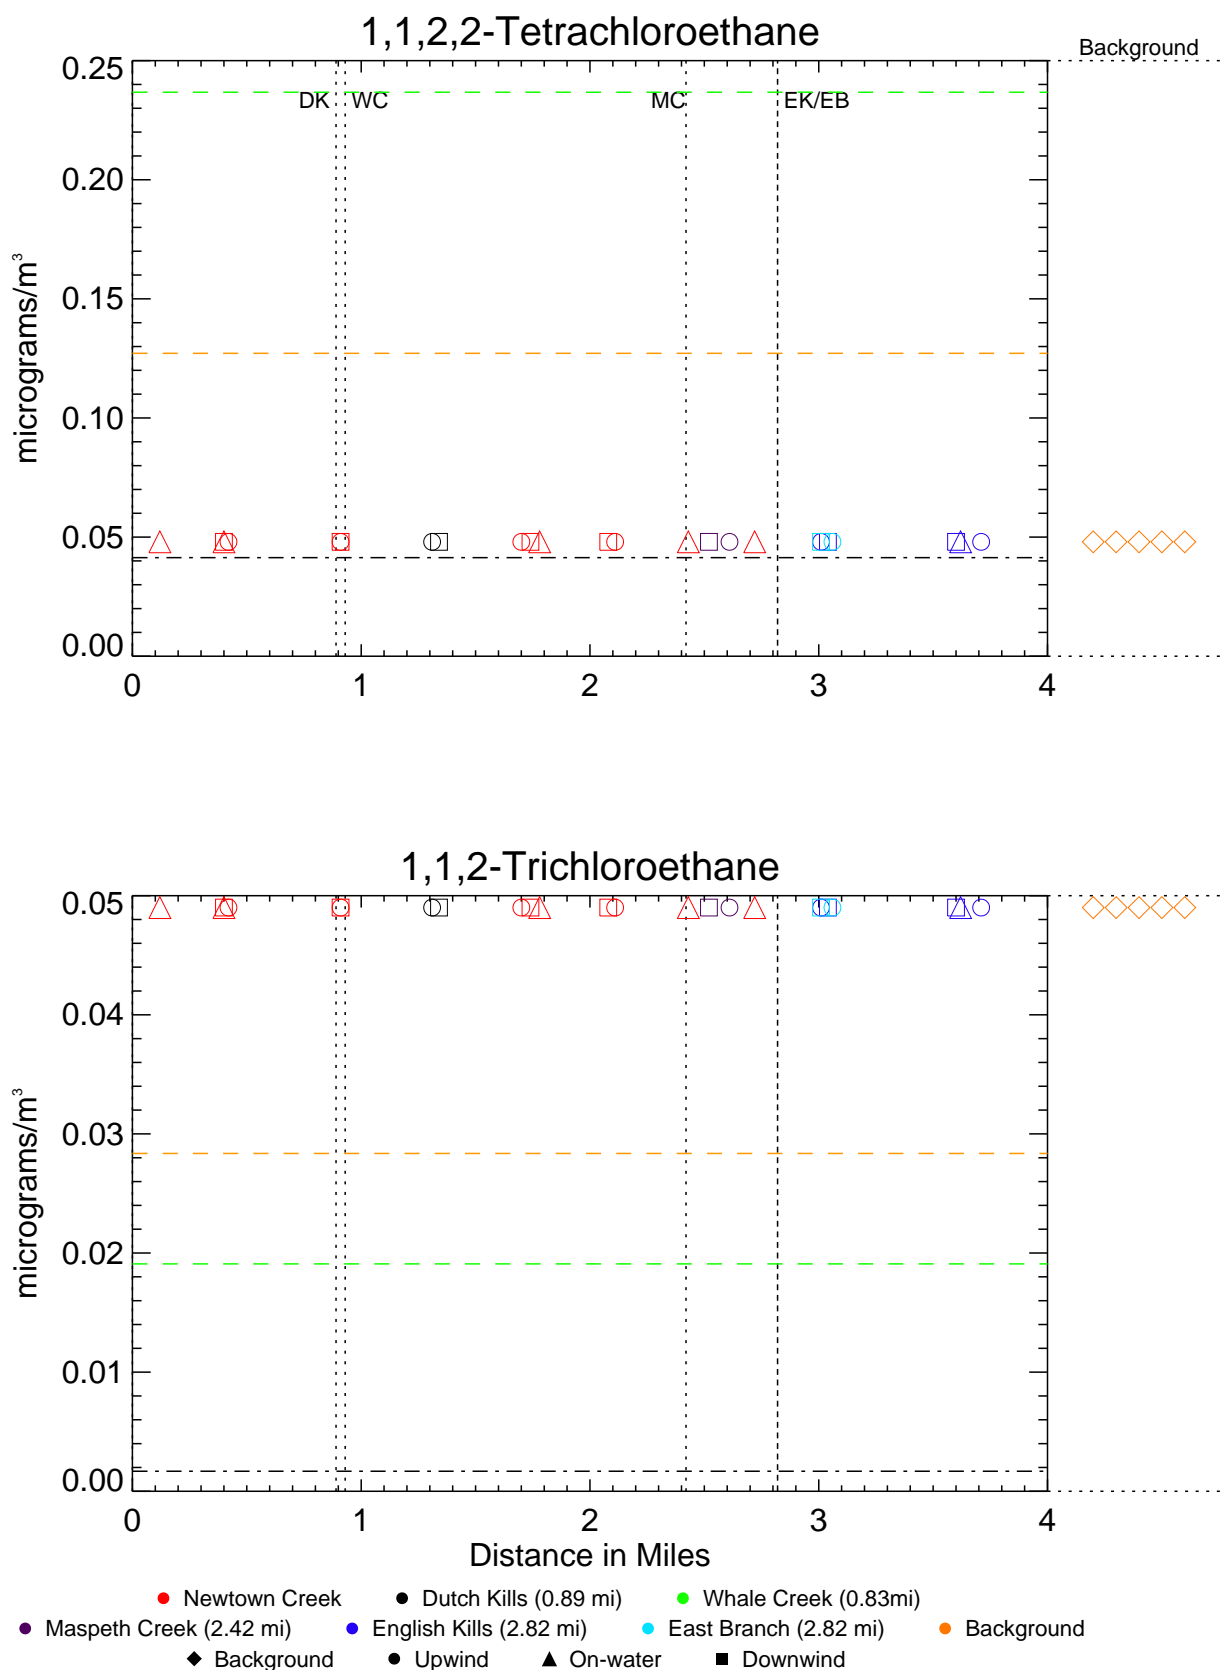 1,1,2,2-Tetrachloroethane
Background
0.25
DK
WC
MC
EK/EB
0.20
0.15
0.10
0.05
0.00
micrograms/m³
0 1 2 3 4
1,1,2-Trichloroethane
0.05
0.04
0.03
0.02
0.01
0.00
micrograms/m³
0 1 2 3 4
Distance in Miles
Newtown Creek Dutch Kills (0.89 mi) Whale Creek (0.83mi)
Maspeth Creek (2.42 mi) English Kills (2.82 mi) East Branch (2.82 mi) Background
Background Upwind On-water Downwind